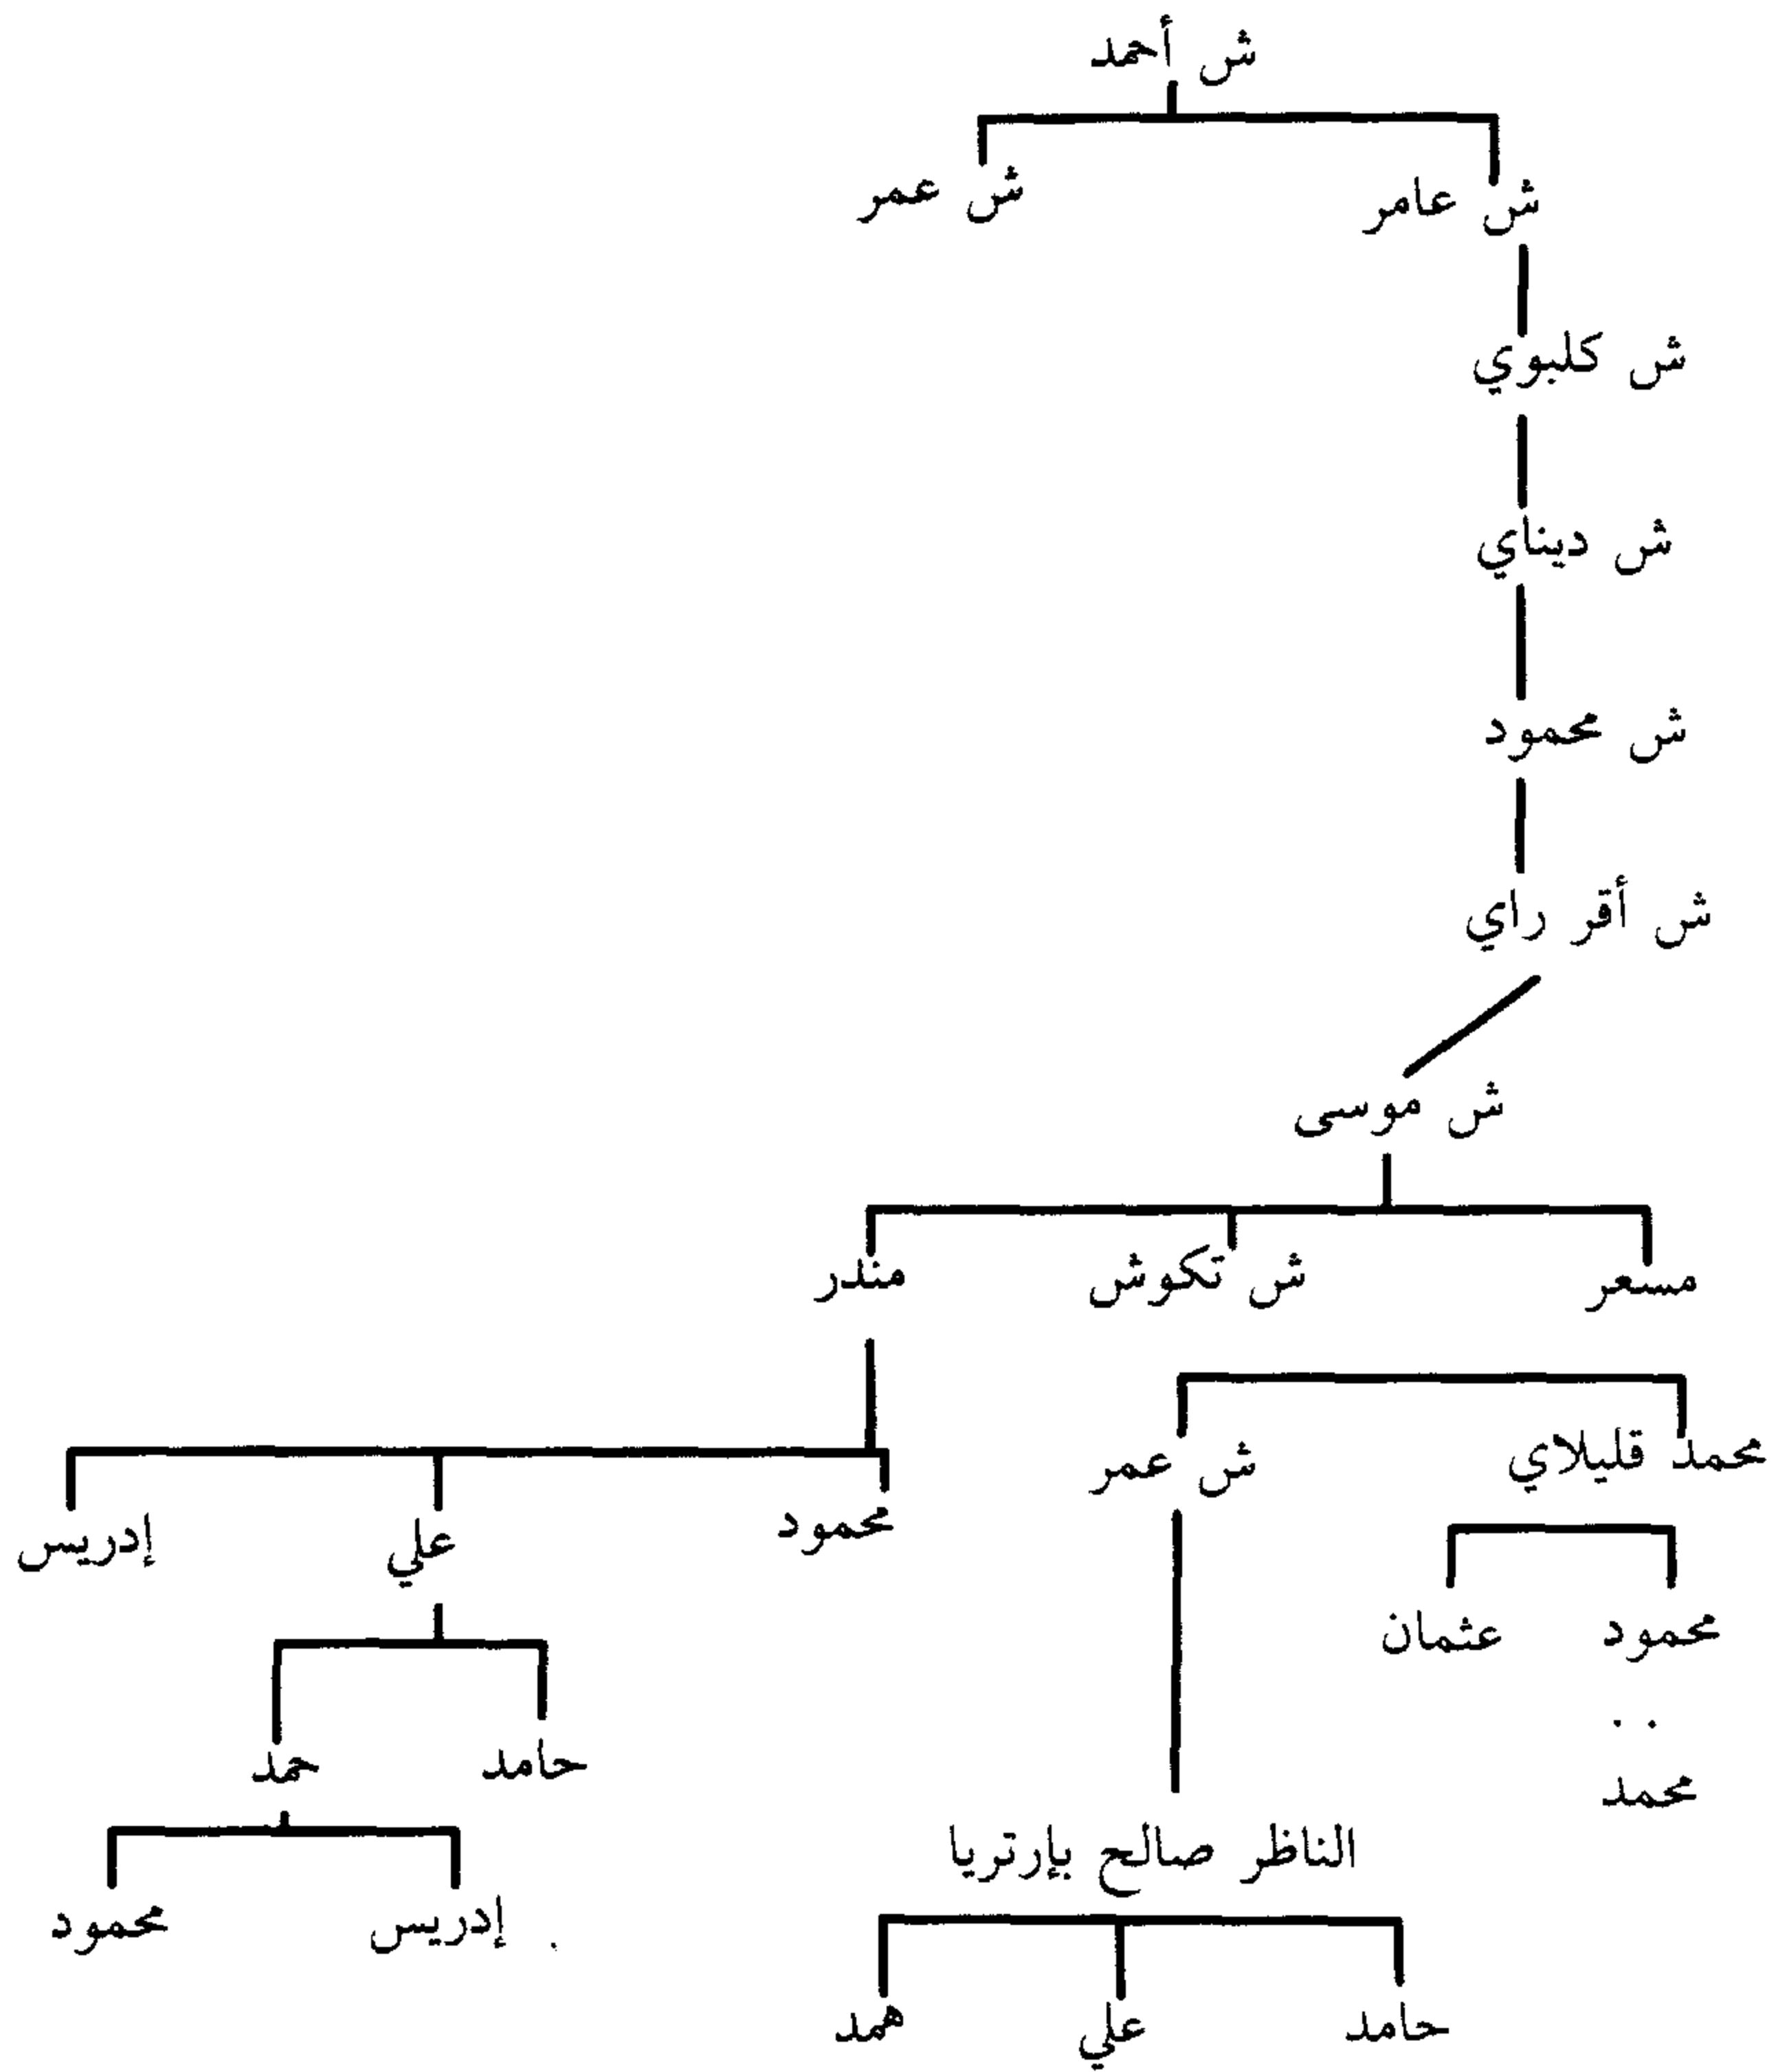 ش أحمد
ش عامر
ش عمر
ش كلبوي
ش ديناي
ش محمود
ش أقر راي
ش موسى
مسعر
ش تكوش
منذر
محمد قليلاي
ش عمر
محمود
علي
إدريس
محمود
عثمان
..
محمد
حامد
حمد
الناظر صالح بإرتريا
إدريس
محمود
حامد
علي
همد